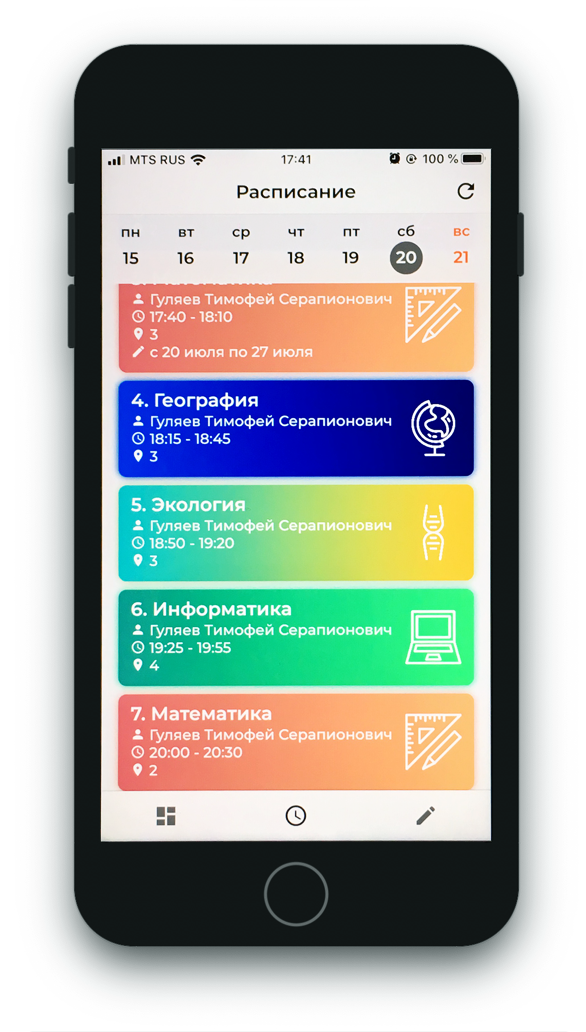 MTS RUS 17:41 100 %
Расписание
пн вт ср чт пт сб вс
15 16 17 18 19 20 21
Гуляев Тимофей Серапионович
17:40 - 18:10
3
с 20 июля по 27 июля
4. География
Гуляев Тимофей Серапионович
18:15 - 18:45
3
5. Экология
Гуляев Тимофей Серапионович
18:50 - 19:20
3
6. Информатика
Гуляев Тимофей Серапионович
19:25 - 19:55
4
7. Математика
Гуляев Тимофей Серапионович
20:00 - 20:30
2